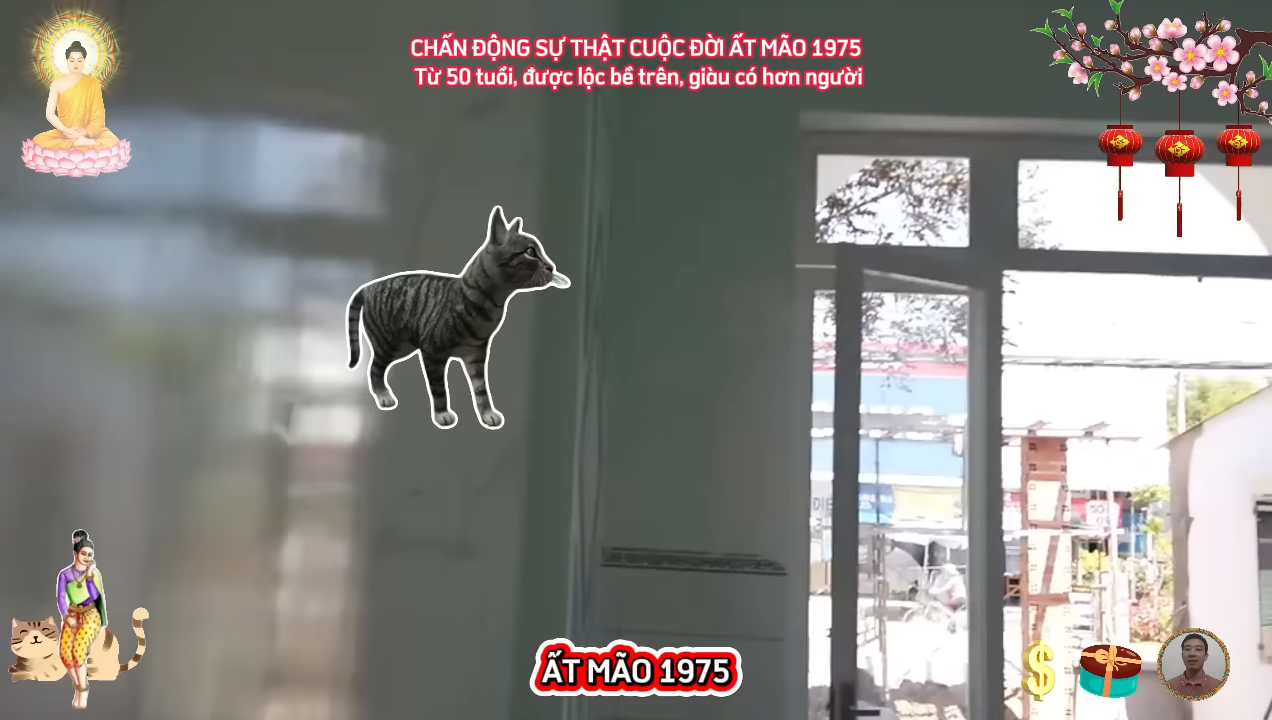 CHẤN ĐỘNG SỰ THẬT CUỘC ĐỜI ẤT MÃO 1975
Từ 50 tuổi, được lộc bề trên, giàu có hơn người
ẤT MÃO 1975